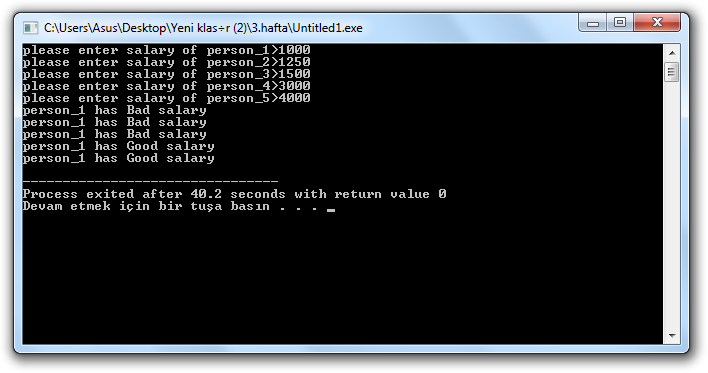 C:\Users\Asus\Desktop\Yeni klas÷r (2)\3.hafta\Untitled1.exe
please enter salary of person_1>1000
please enter salary of person_2>1250
please enter salary of person_3>1500
please enter salary of person_4>3000
please enter salary of person_5>4000
person_1 has Bad salary
person_1 has Bad salary
person_1 has Bad salary
person_1 has Good salary
person_1 has Good salary
--------------------------------
Process exited after 40.2 seconds with return value 0
Devam etmek için bir tuşa basın . . . _